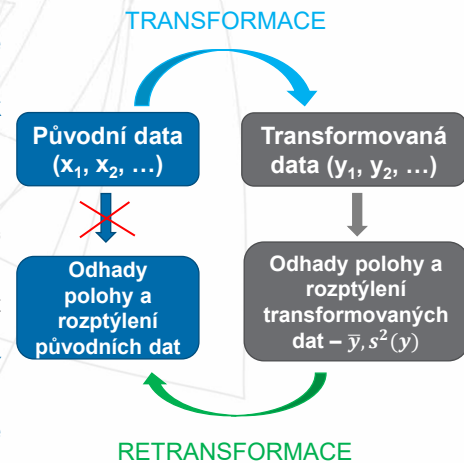 TRANSFORMACE
Původní data
(x₁, x₂, …)
Transformovaná
data (y₁, y₂, …)
Odhady
polohy a
rozptýlení
původních dat
Odhady polohy a
rozptýlení
transformovaných
dat – ȳ, s²(y)
RETRANSFORMACE